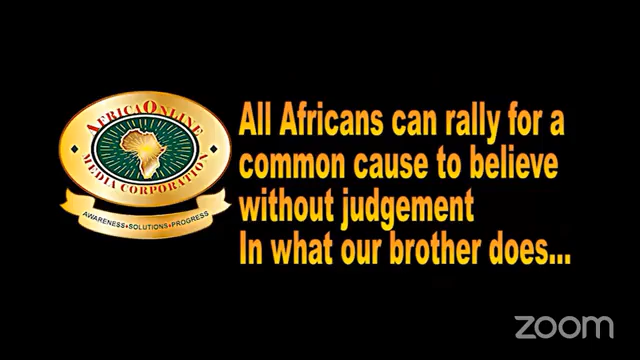 AFRICAONLINE
MEDIA CORPORATION
AWARENESS•SOLUTIONS•PROGRESS
All Africans can rally for a
common cause to believe
without judgement
In what our brother does...
zoom